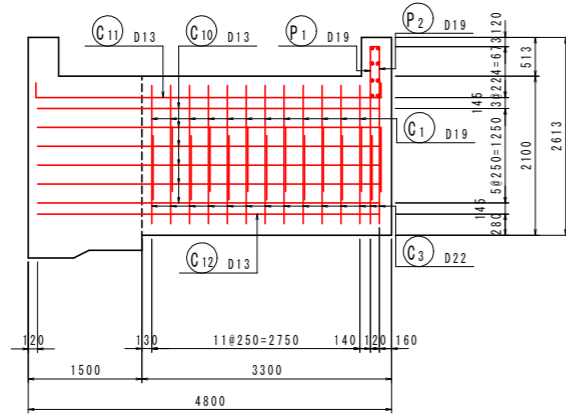 C11 D13
C10 D13
P1 D19
P2 D19
120
3@224=673
513
145
C1 D19
5@250=1250
2100
2613
145
280
C12 D13
C3 D22
120
130
11@250=2750
140
120
160
1500
3300
4800